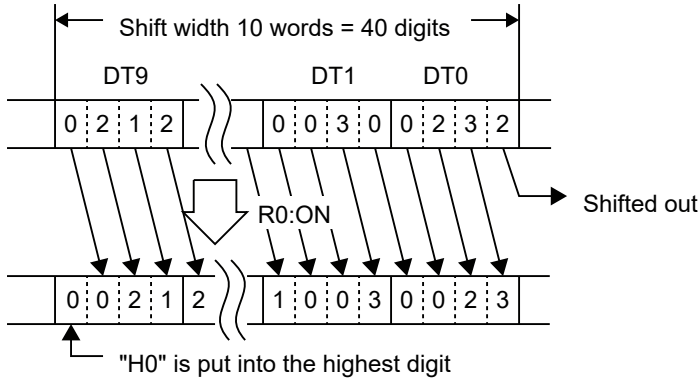 Shift width 10 words = 40 digits
DT9 DT1 DT0
0 2 1 2 0 0 3 0 0 2 3 2
R0:ON
Shifted out
0 0 2 1 2 1 0 0 3 0 0 2 3
"H0" is put into the highest digit